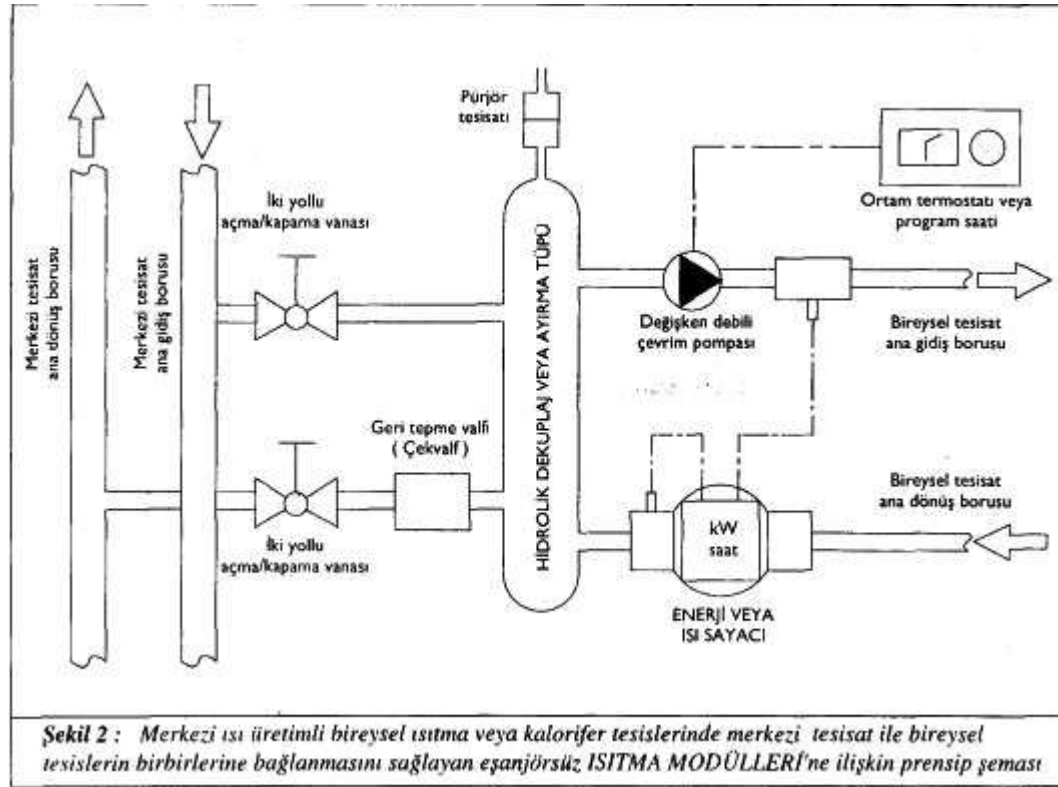 Pürjör
tesisatı
İki yollu
açma/kapama vanası
Ortam termostatı veya
program saati
Merkezi tesisat
ana dönüş borusu
Merkezi tesisat
ana gidiş borusu
HİDROLİK DEKUPLAJ VEYA AYIRMA TÜPÜ
Değişken debili
çevrim pompası
Bireysel tesisat
ana gidiş borusu
Geri tepme valfi
( Çekvalf )
Bireysel tesisat
ana dönüş borusu
kW
saat
İki yollu
açma/kapama vanası
ENERJİ VEYA
ISI SAYACI
Şekil 2 : Merkezi ısı üretimli bireysel ısıtma veya kalorifer tesislerinde merkezi tesisat ile bireysel
tesislerin birbirlerine bağlanmasını sağlayan eşanjörsüz ISITMA MODÜLLERİ'ne ilişkin prensip şeması